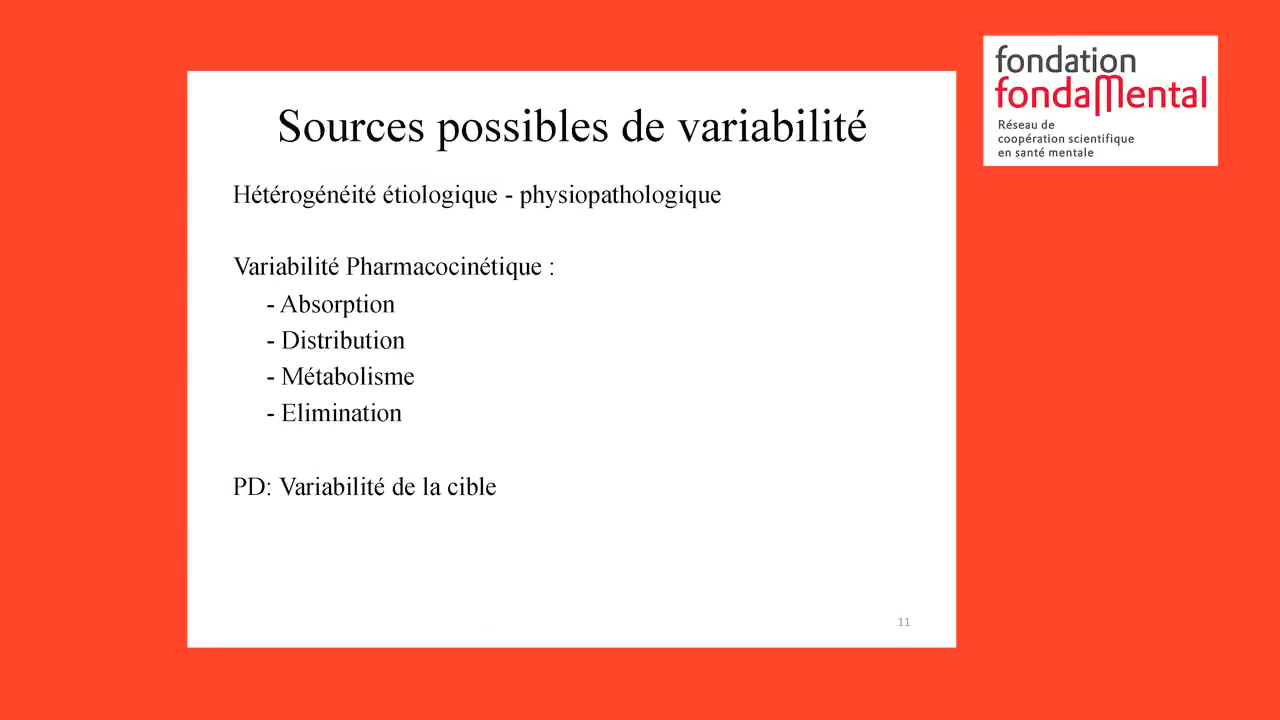 Sources possibles de variabilité
Hétérogénéité étiologique - physiopathologique
Variabilité Pharmacocinétique :
- Absorption
- Distribution
- Métabolisme
- Elimination
PD: Variabilité de la cible
11
fondation
fondaMental
Réseau de
coopération scientifique
en santé mentale